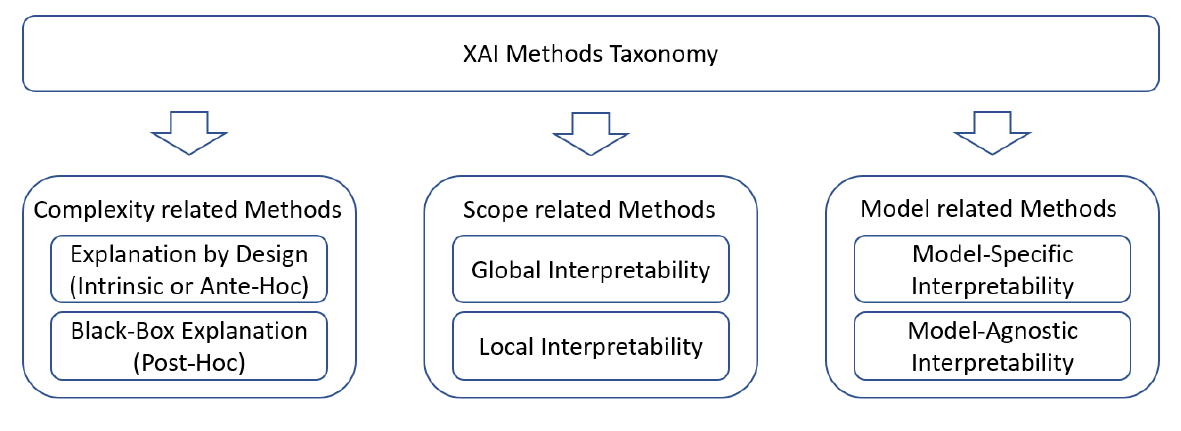 XAI Methods Taxonomy
Complexity related Methods
Explanation by Design
(Intrinsic or Ante-Hoc)
Black-Box Explanation
(Post-Hoc)
Scope related Methods
Global Interpretability
Local Interpretability
Model related Methods
Model-Specific
Interpretability
Model-Agnostic
Interpretability